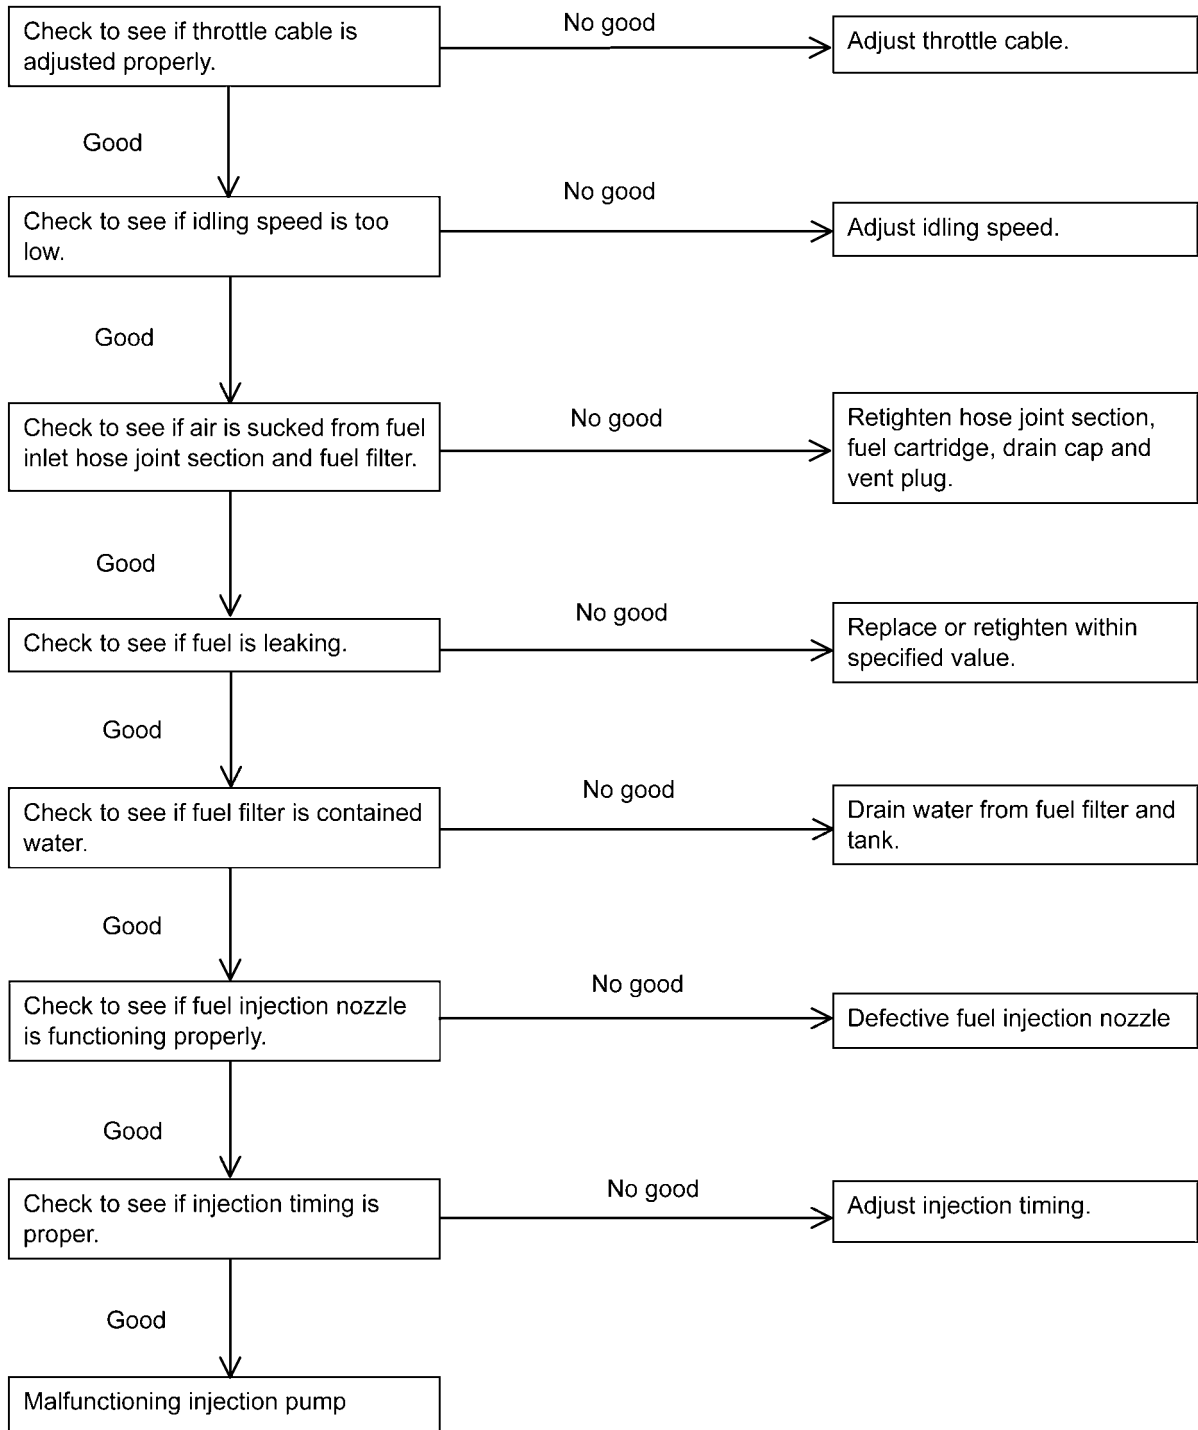 Check to see if throttle cable is
adjusted properly.
No good
Adjust throttle cable.
Good
Check to see if idling speed is too
low.
No good
Adjust idling speed.
Good
Check to see if air is sucked from fuel
inlet hose joint section and fuel filter.
No good
Retighten hose joint section,
fuel cartridge, drain cap and
vent plug.
Good
Check to see if fuel is leaking.
No good
Replace or retighten within
specified value.
Good
Check to see if fuel filter is contained
water.
No good
Drain water from fuel filter and
tank.
Good
Check to see if fuel injection nozzle
is functioning properly.
No good
Defective fuel injection nozzle
Good
Check to see if injection timing is
proper.
No good
Adjust injection timing.
Good
Malfunctioning injection pump